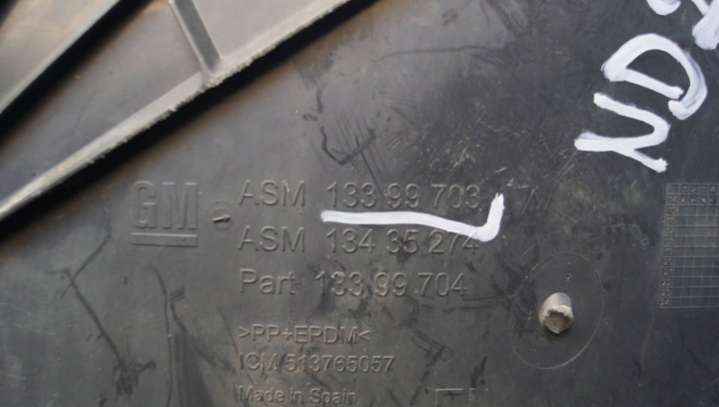 GM
ASM 133 99 703
ASM 134 35 274
Part 133 99 704
>PP+EPDM<
ICM 513765057
Made in Spain
ND